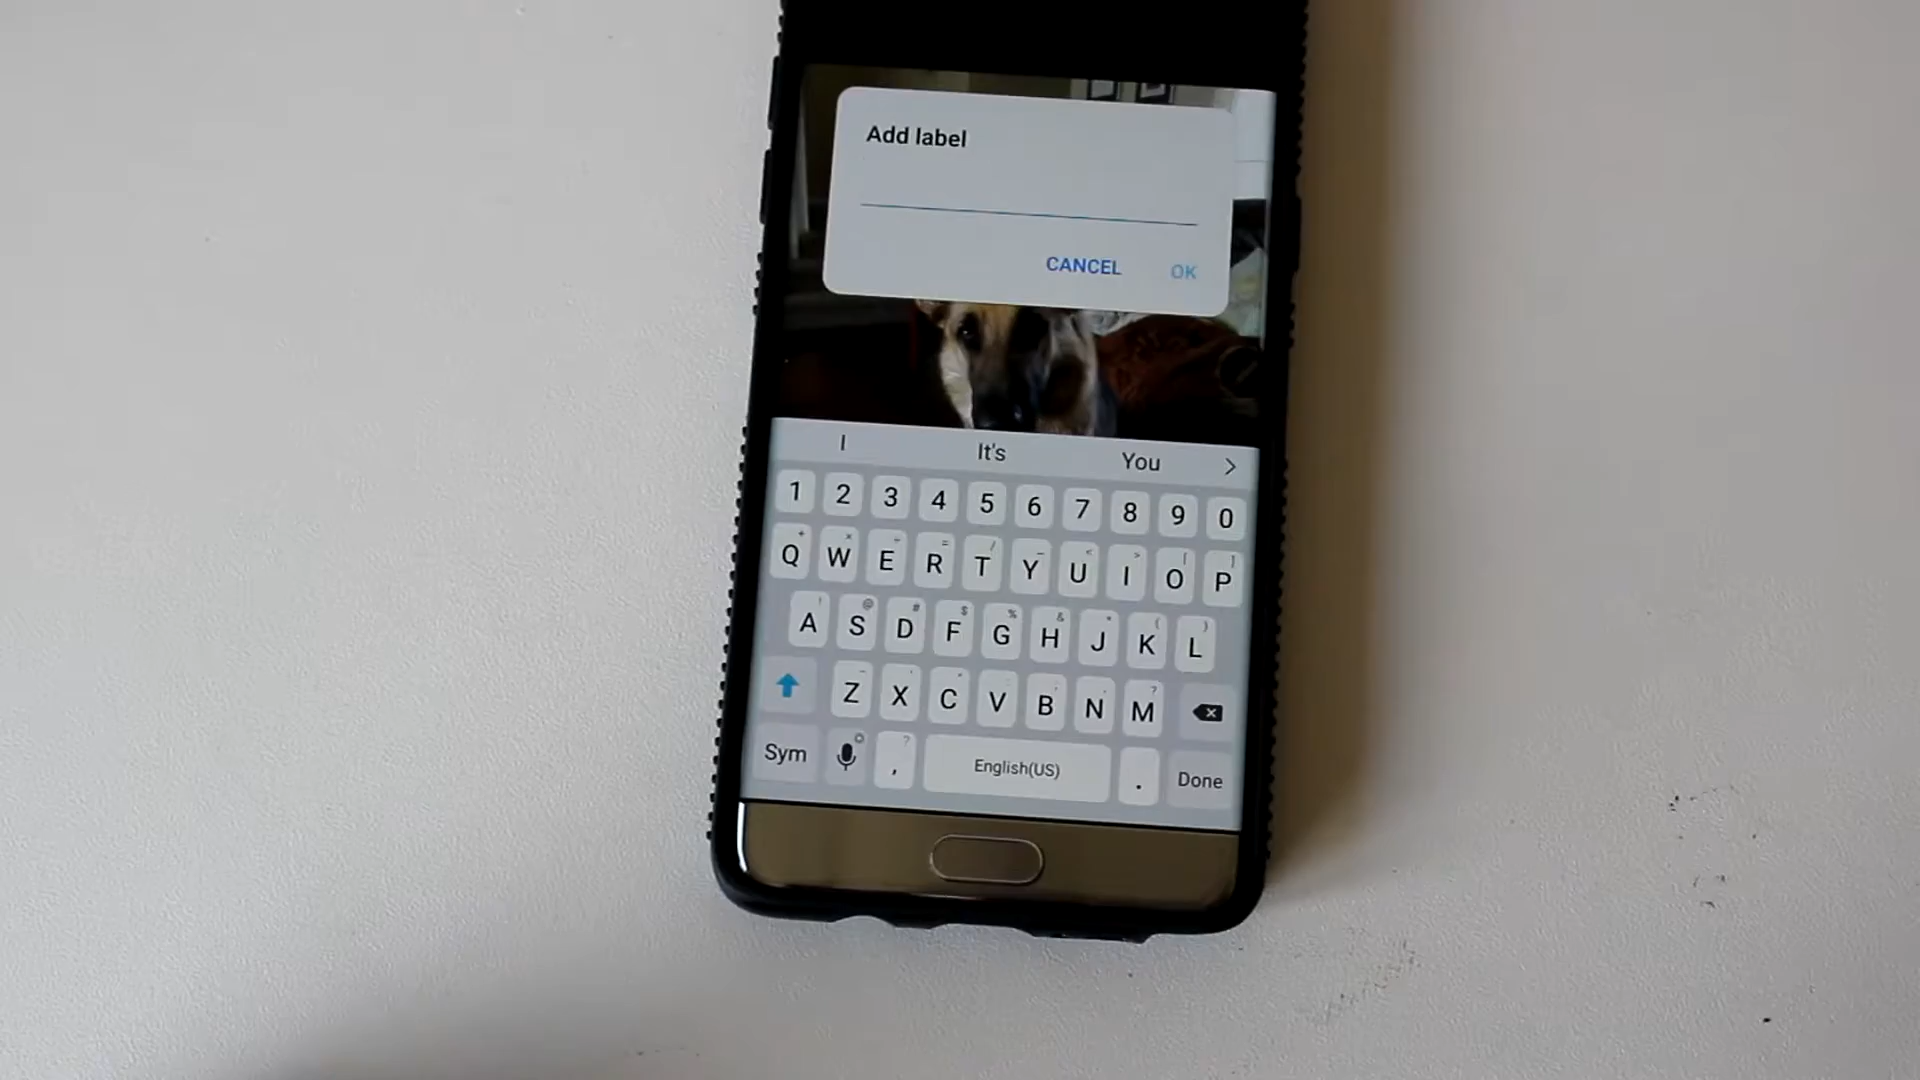 Add label
CANCEL OK
I It's You
1 2 3 4 5 6 7 8 9 0
Q W E R T Y U I O P
A S D F G H J K L
Z X C V B N M
Sym , English(US) . Done